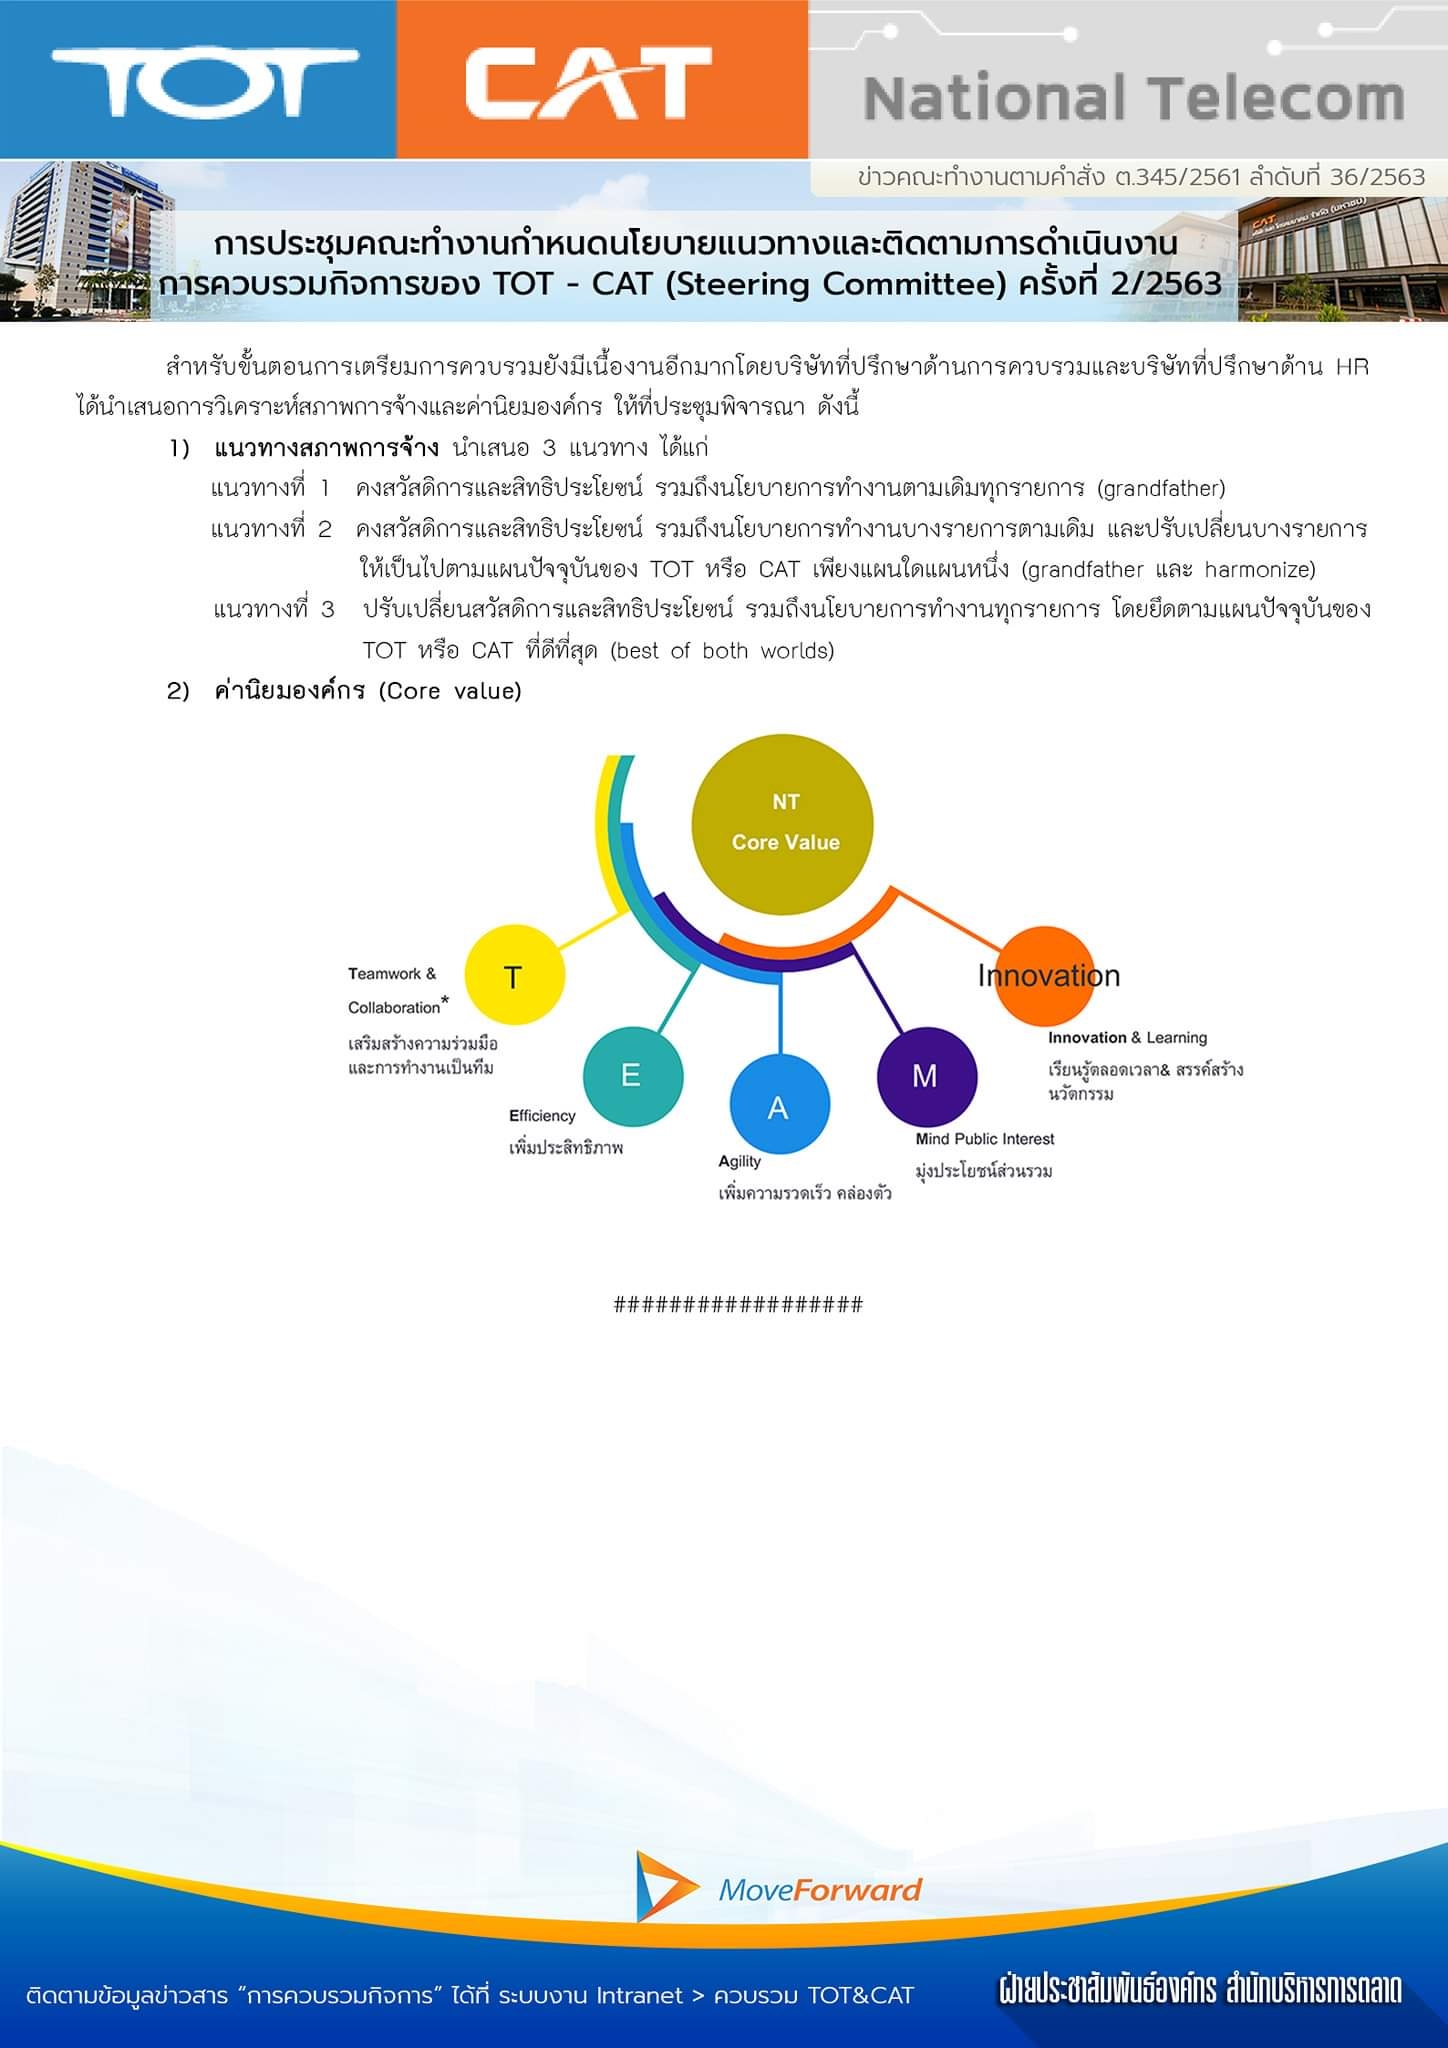 TOT CAT National Telecom
ข่าวคณะทำงานตามคำสั่ง ต.345/2561 ลำดับที่ 36/2563
การประชุมคณะทำงานกำหนดนโยบายแนวทางและติดตามการดำเนินงาน
การควบรวมกิจการของ TOT - CAT (Steering Committee) ครั้งที่ 2/2563
สำหรับขั้นตอนการเตรียมการควบรวมยังมีเนื้องานอีกมากโดยบริษัทที่ปรึกษาด้านการควบรวมและบริษัทที่ปรึกษาด้าน HR
ได้นำเสนอการวิเคราะห์สภาพการจ้างและค่านิยมองค์กร ให้ที่ประชุมพิจารณา ดังนี้
1) แนวทางสภาพการจ้าง นำเสนอ 3 แนวทาง ได้แก่
แนวทางที่ 1 คงสวัสดิการและสิทธิประโยชน์ รวมถึงนโยบายการทำงานตามเดิมทุกรายการ (grandfather)
แนวทางที่ 2 คงสวัสดิการและสิทธิประโยชน์ รวมถึงนโยบายการทำงานบางรายการตามเดิม และปรับเปลี่ยนบางรายการ
ให้เป็นไปตามแผนปัจจุบันของ TOT หรือ CAT เพียงแผนใดแผนหนึ่ง (grandfather และ harmonize)
แนวทางที่ 3 ปรับเปลี่ยนสวัสดิการและสิทธิประโยชน์ รวมถึงนโยบายการทำงานทุกรายการ โดยยึดตามแผนปัจจุบันของ
TOT หรือ CAT ที่ดีที่สุด (best of both worlds)
2) ค่านิยมองค์กร (Core value)
NT
Core Value
T
Teamwork &
Collaboration*
เสริมสร้างความร่วมมือ
และการทำงานเป็นทีม
E
Efficiency
เพิ่มประสิทธิภาพ
A
Agility
เพิ่มความรวดเร็ว คล่องตัว
M
Mind Public Interest
มุ่งประโยชน์ส่วนรวม
Innovation
Innovation & Learning
เรียนรู้ตลอดเวลา& สรรค์สร้าง
นวัตกรรม
##################
MoveForward
ติดตามข้อมูลข่าวสาร "การควบรวมกิจการ" ได้ที่ ระบบงาน Intranet > ควบรวม TOT&CAT
ฝ่ายประชาสัมพันธ์องค์กร สำนักบริหารการตลาด